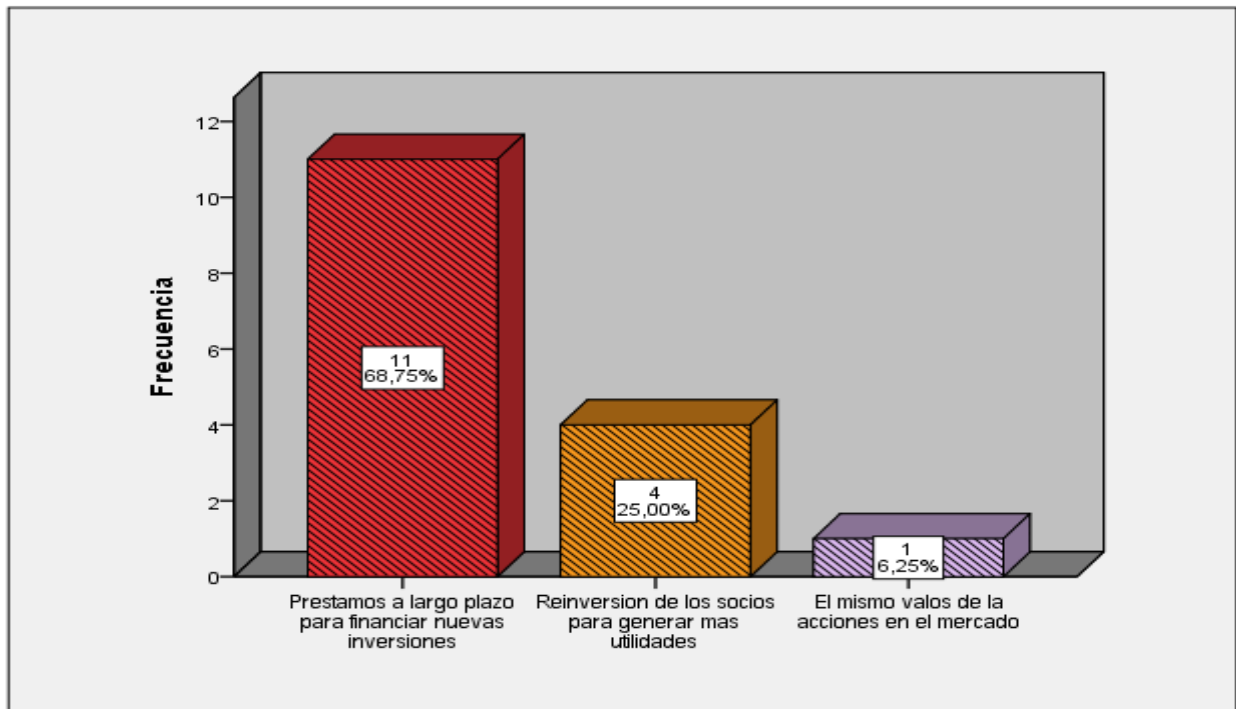 Frecuencia
12
10
8
6
4
2
0
11
68,75%
4
25,00%
1
6,25%
Prestamos a largo plazo
para financiar nuevas
inversiones
Reinversion de los socios
para generar mas
utilidades
El mismo valos de la
acciones en el mercado